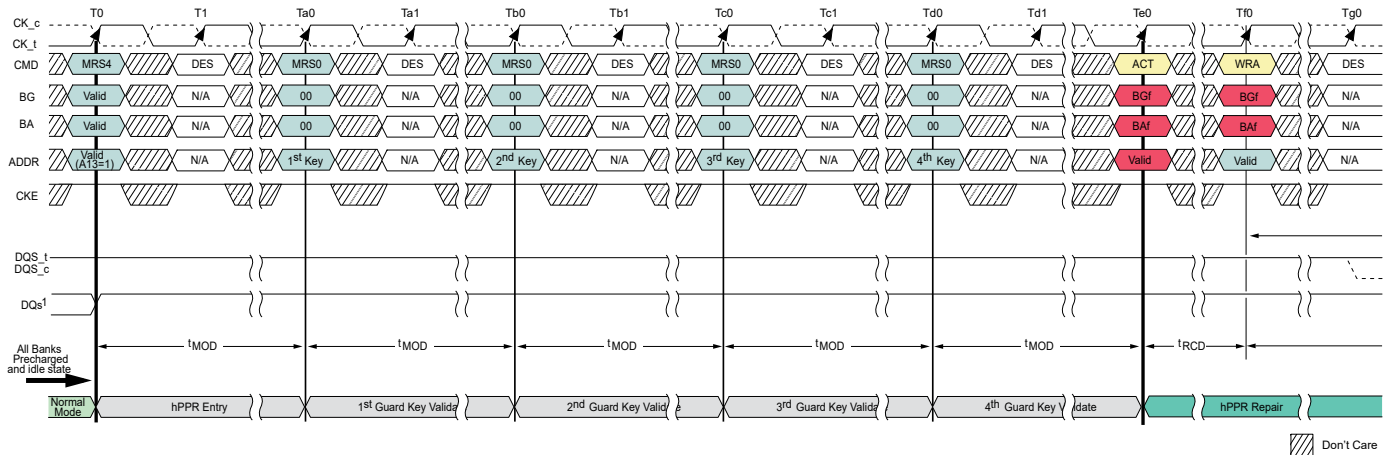 T0 T1 Ta0 Ta1 Tb0 Tb1 Tc0 Tc1 Td0 Td1 Te0 Tf0 Tg0
CK_c
CK_t
CMD MRS4 DES MRS0 DES MRS0 DES MRS0 DES MRS0 DES ACT WRA DES
BG Valid N/A 00 N/A 00 N/A 00 N/A 00 N/A BGf BGf N/A
BA Valid N/A 00 N/A 00 N/A 00 N/A 00 N/A BAf BAf N/A
ADDR Valid (A13=1) N/A 1st Key N/A 2nd Key N/A 3rd Key N/A 4th Key N/A Valid Valid N/A
CKE
DQS_t
DQS_c
DQs1
All Banks
Precharged
and idle state
tMOD tMOD tMOD tMOD tMOD tRCD
Normal Mode hPPR Entry 1st Guard Key Valida 2nd Guard Key Valid e 3rd Guard Key Valida 4th Guard Key V idate hPPR Repair
Don't Care